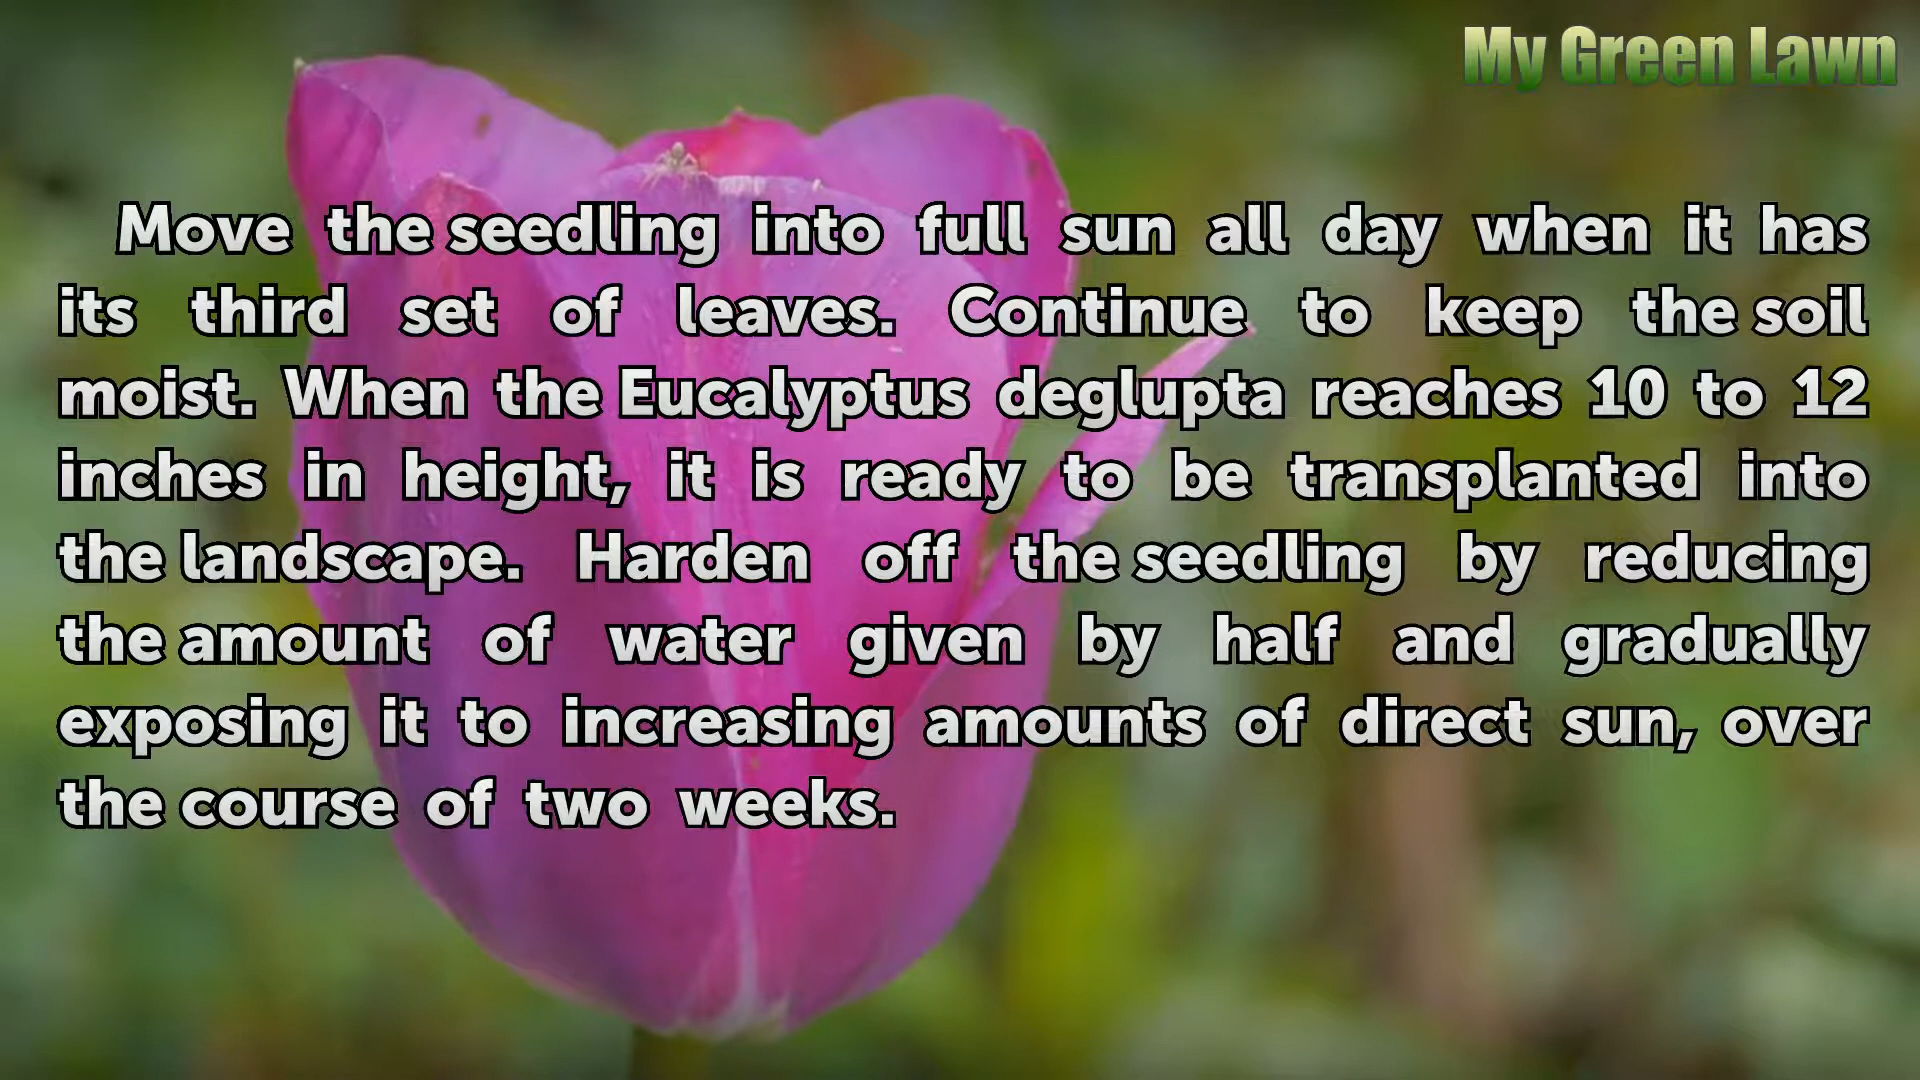 My Green Lawn
Move the seedling into full sun all day when it has
its third set of leaves. Continue to keep the soil
moist. When the Eucalyptus deglupta reaches 10 to 12
inches in height, it is ready to be transplanted into
the landscape. Harden off the seedling by reducing
the amount of water given by half and gradually
exposing it to increasing amounts of direct sun, over
the course of two weeks.